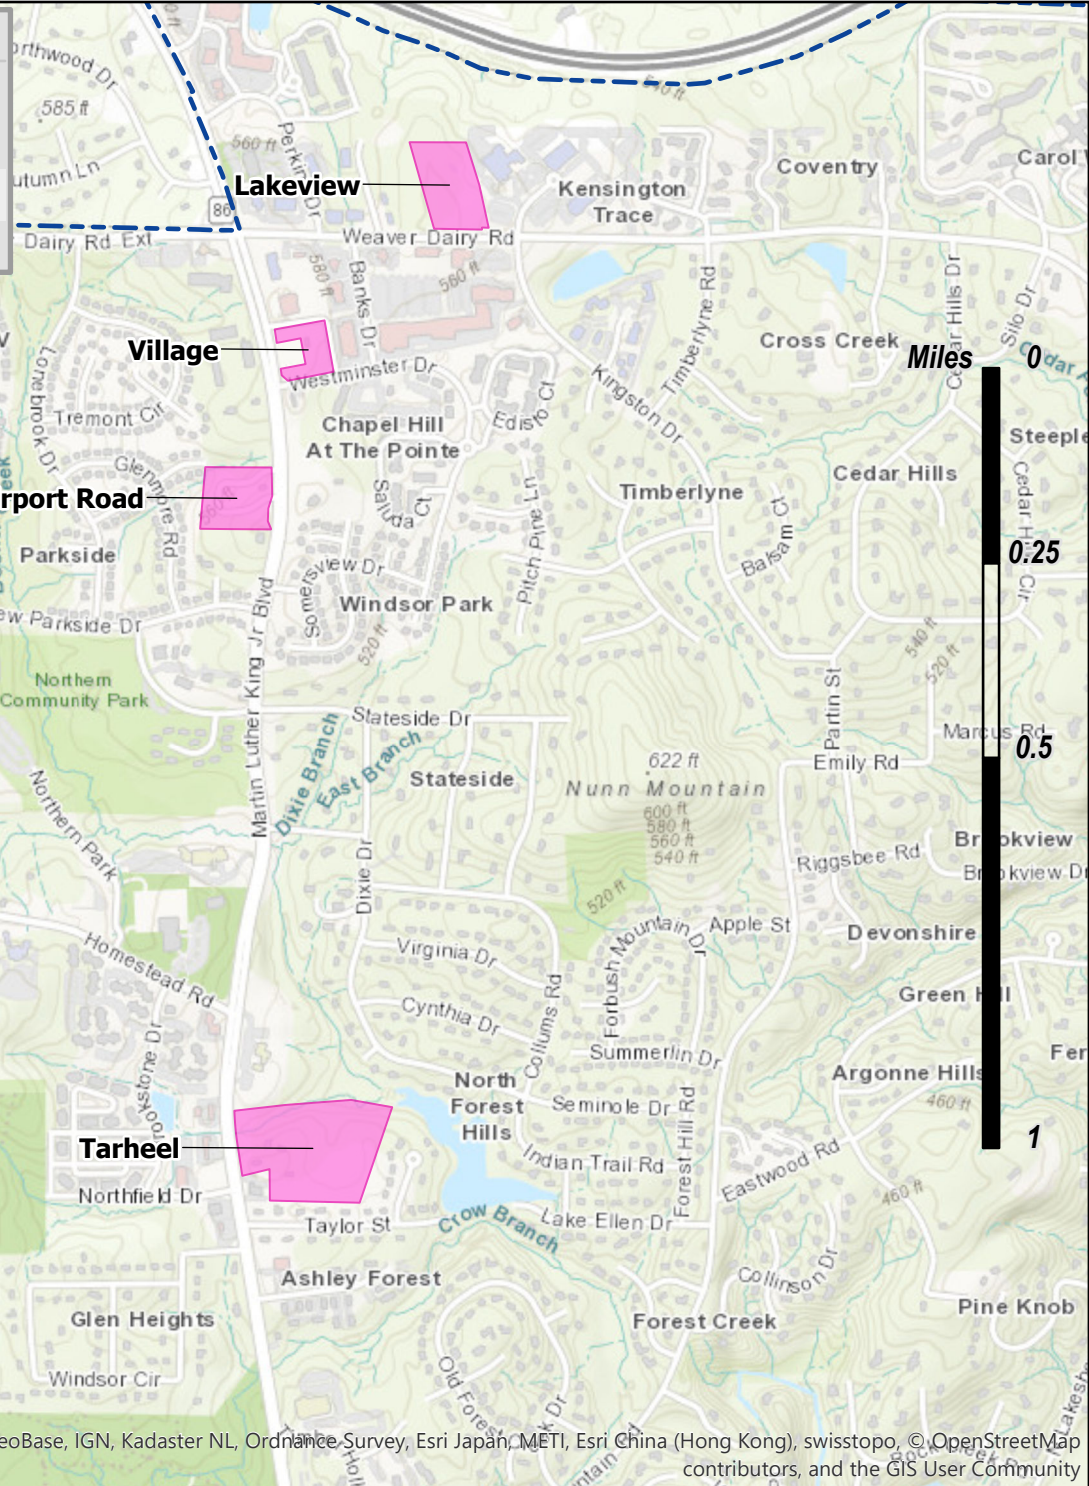 585 ft
560 ft
86
Lakeview
Kensington
Trace
Coventry
Dairy Rd Ext
Weaver Dairy Rd
580 ft
Banks Dr
560 ft
Timberlyne Rd
Cedar Hills Dr
Silo Dr
Village
Westminster Dr
Cross Creek
Miles
0
Lonebrook Dr
Tremont Cir
Chapel Hill
At The Pointe
Edisto Ct
Kingston Dr
Glenmore Rd
rport Road
Saluda Ct
Pitch Pine Ln
Timberlyne
Balsam Ct
Cedar Hills
0.25
Parkside
Somersview Dr
Windsor Park
520 ft
540 ft
520 ft
ew Parkside Dr
Martin Luther King Jr Blvd
Northern
Community Park
Stateside Dr
Dixie Branch
East Branch
Stateside
622 ft
Nunn Mountain
600 ft
580 ft
560 ft
540 ft
520 ft
Partin St
Emily Rd
Marcus Rd
0.5
Northern Park
Dixie Dr
Riggsbee Rd
Homestead Rd
Virginia Dr
Cynthia Dr
Collums Rd
Forbush Mountain Dr
Apple St
Devonshire
Summerlin Dr
Argonne Hills
460 ft
North
Forest
Hills
Seminole Dr
Forest Hill Rd
1
Tarheel
Indian Trail Rd
Eastwood Rd
460 ft
Northfield Dr
Taylor St
Crow Branch
Lake Ellen Dr
Ashley Forest
Collinson Dr
Glen Heights
Forest Creek
Pine Knob
Windsor Cir
eoBase, IGN, Kadaster NL, Ordnance Survey, Esri Japan, METI, Esri China (Hong Kong), swisstopo, © OpenStreetMap
contributors, and the GIS User Community